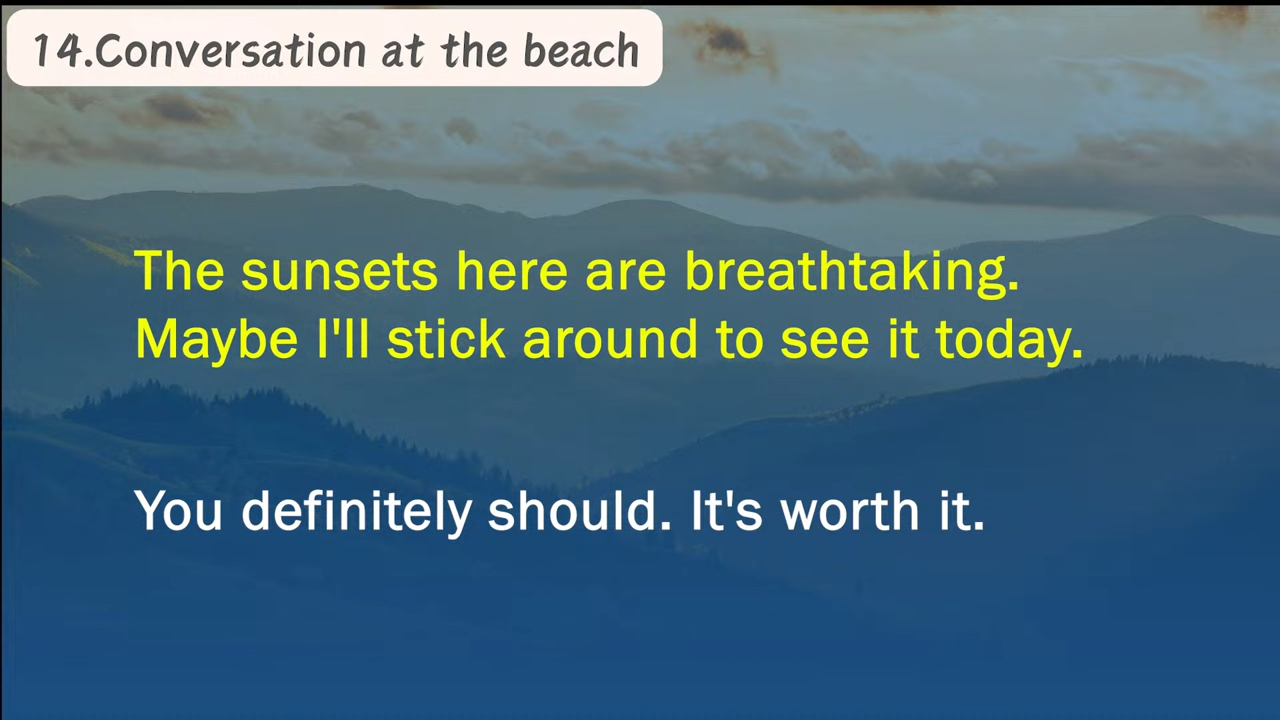 14.Conversation at the beach
The sunsets here are breathtaking.
Maybe I'll stick around to see it today.
You definitely should. It's worth it.